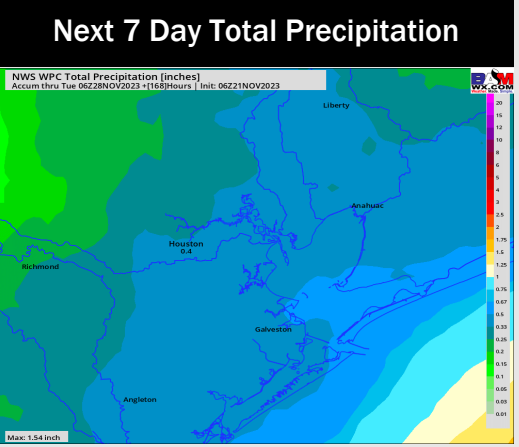 Next 7 Day Total Precipitation
NWS WPC Total Precipitation [inches]
Accum thru Tue 06Z28NOV2023 +[168]Hours | Init: 06Z21NOV2023
BAM
WX.COM
Liberty
Anahuac
Houston
0.4
Richmond
Galveston
Angleton
Max: 1.54 inch
20
15
12
10
8
6
5
4
3
2.5
2
1.75
1.5
1.25
1
0.75
0.67
0.5
0.33
0.25
0.2
0.15
0.1
0.05
0.03
0.01